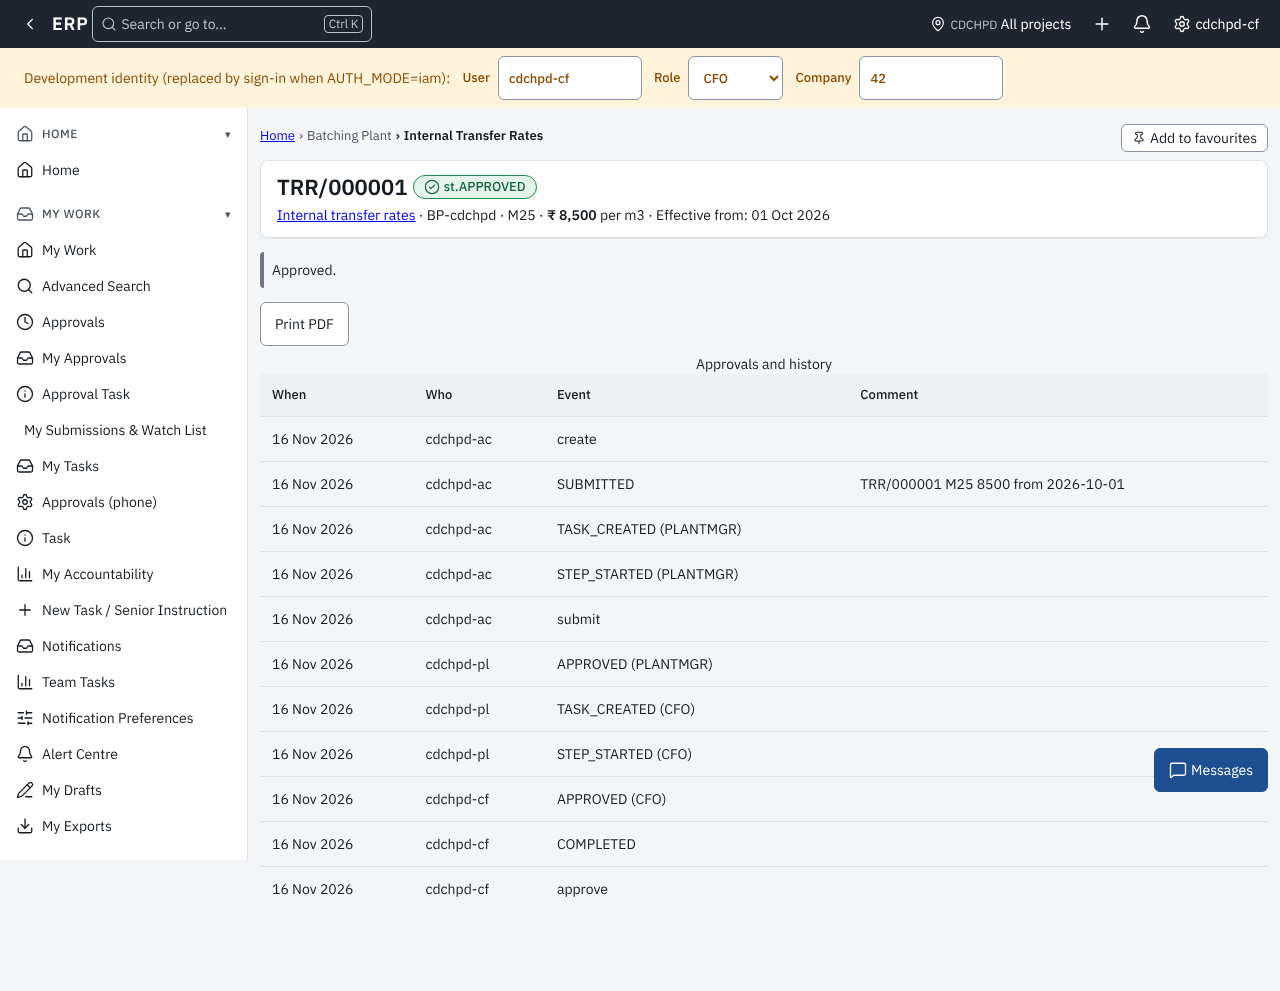 ERP
Search or go to... Ctrl K
CDCHPD All projects
cdchpd-cf
Development identity (replaced by sign-in when AUTH_MODE=iam): User cdchpd-cf Role CFO Company 42
HOME
Home
MY WORK
My Work
Advanced Search
Approvals
My Approvals
Approval Task
My Submissions & Watch List
My Tasks
Approvals (phone)
Task
My Accountability
New Task / Senior Instruction
Notifications
Team Tasks
Notification Preferences
Alert Centre
My Drafts
My Exports
Home › Batching Plant › Internal Transfer Rates
Add to favourites
TRR/000001 st.APPROVED
Internal transfer rates · BP-cdchpd · M25 · ₹ 8,500 per m3 · Effective from: 01 Oct 2026
Approved.
Print PDF
Approvals and history
When Who Event Comment
16 Nov 2026 cdchpd-ac create
16 Nov 2026 cdchpd-ac SUBMITTED TRR/000001 M25 8500 from 2026-10-01
16 Nov 2026 cdchpd-ac TASK_CREATED (PLANTMGR)
16 Nov 2026 cdchpd-ac STEP_STARTED (PLANTMGR)
16 Nov 2026 cdchpd-ac submit
16 Nov 2026 cdchpd-pl APPROVED (PLANTMGR)
16 Nov 2026 cdchpd-pl TASK_CREATED (CFO)
16 Nov 2026 cdchpd-pl STEP_STARTED (CFO)
16 Nov 2026 cdchpd-cf APPROVED (CFO)
16 Nov 2026 cdchpd-cf COMPLETED
16 Nov 2026 cdchpd-cf approve
Messages